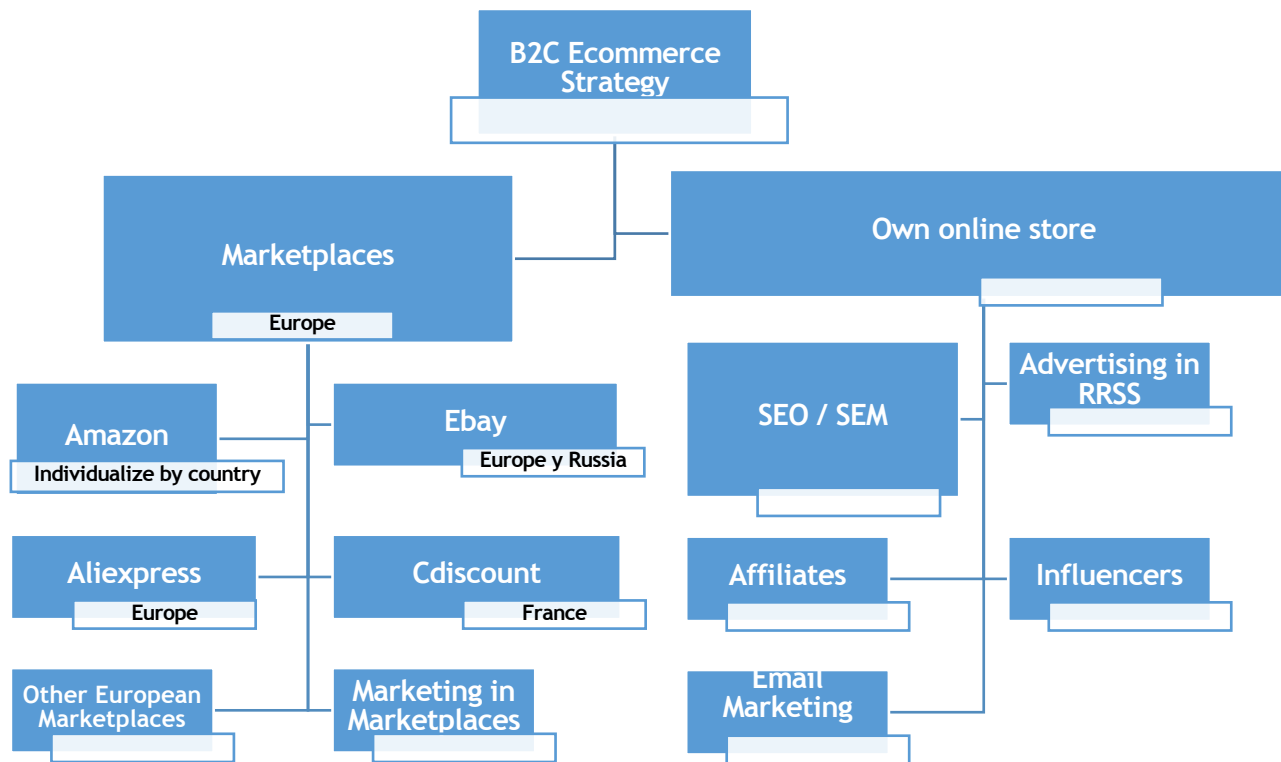 B2C Ecommerce
Strategy
Marketplaces
Europe
Own online store
Amazon
Individualize by country
Ebay
Europe y Russia
Aliexpress
Europe
Cdiscount
France
Other European
Marketplaces
Marketing in
Marketplaces
SEO / SEM
Advertising in
RRSS
Affiliates
Influencers
Email
Marketing